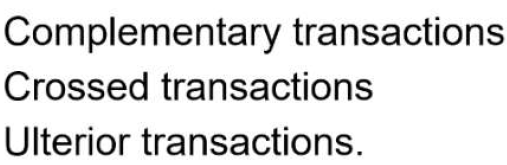 Complementary transactions
Crossed transactions
Ulterior transactions.